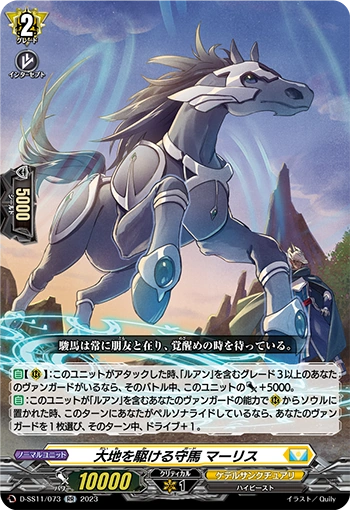 2
グレード
インターセプト
5000
シールド
駿馬は常に朋友と在り、覚醒めの時を待っている。
自【R】：このユニットがアタックした時、「ルアン」を含むグレード3以上のあなた
のヴァンガードがいるなら、そのバトル中、このユニットの+5000。
自：このユニットが「ルアン」を含むあなたのヴァンガードの能力でRからソウルに
置かれた時、このターンにあなたがペルソナライドしているなら、あなたのヴァン
ガードを1枚選び、そのターン中、ドライブ+1。
ノーマルユニット
大地を駆ける守馬 マーリス
D-SS11/073 RR 2023
パワー 10000
クリティカル
1
ケテルサンクチュアリ
ハイビースト
イラスト／ Quily